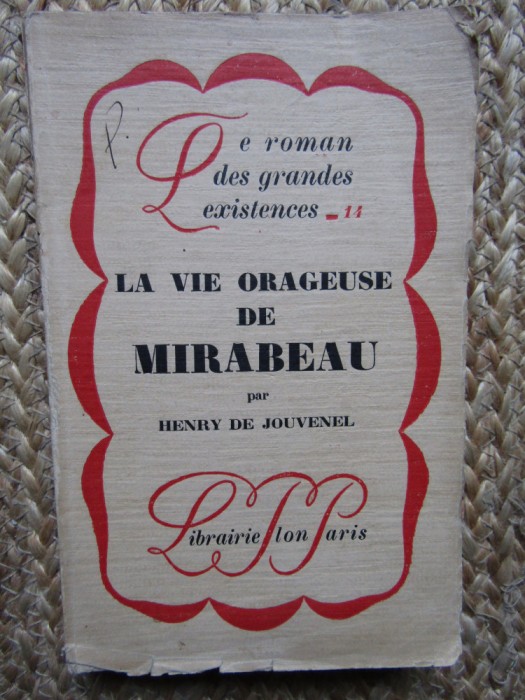 P.
Le roman
des grandes
existences - 14
LA VIE ORAGEUSE
DE
MIRABEAU
par
HENRY DE JOUVENEL
Librairie Plon Paris